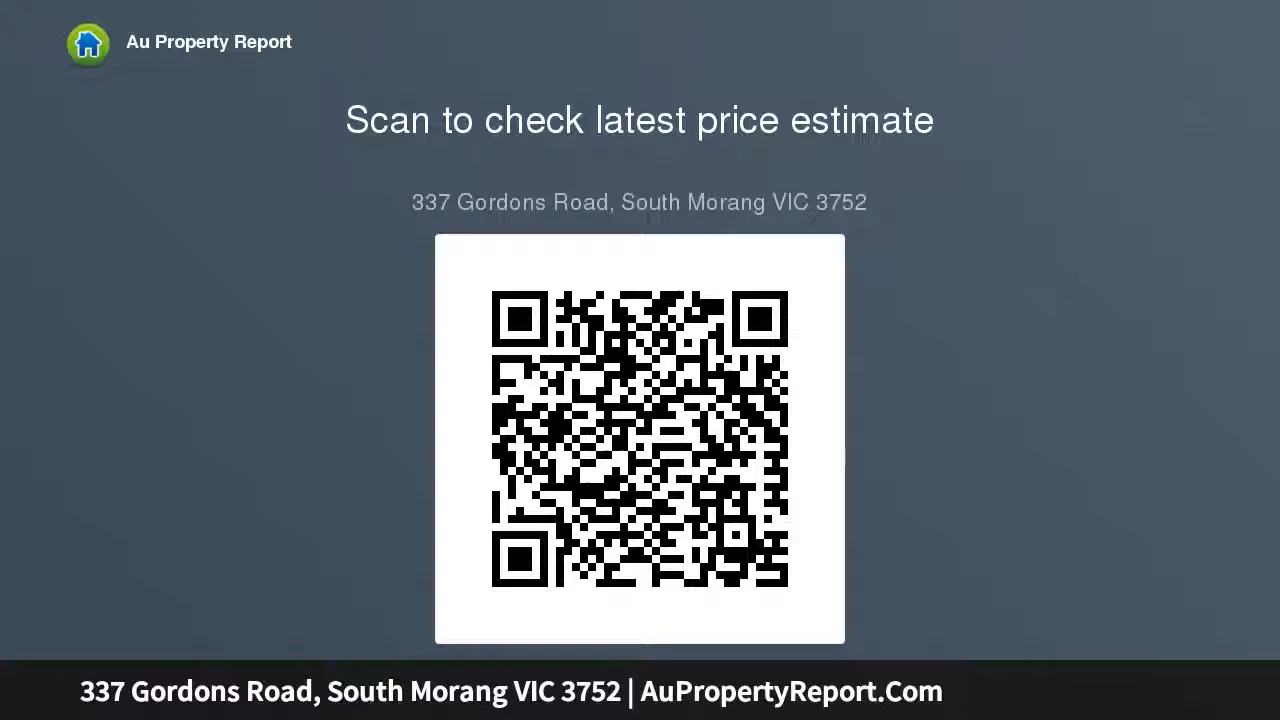 Au Property Report
Scan to check latest price estimate
337 Gordons Road, South Morang VIC 3752
337 Gordons Road, South Morang VIC 3752 | AuPropertyReport.Com